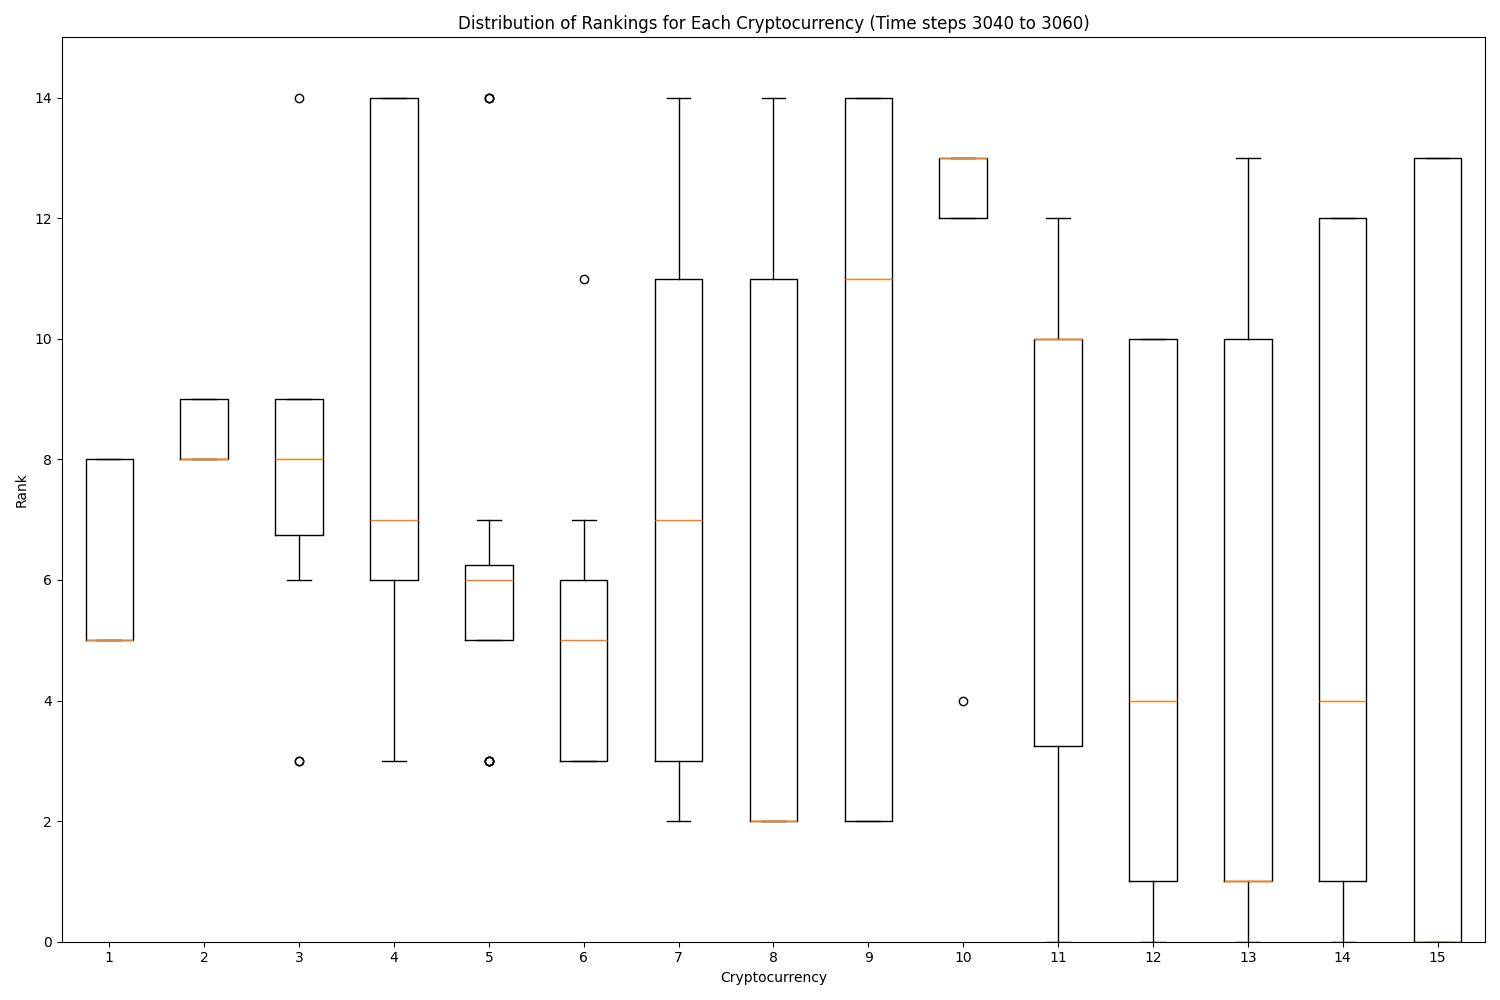 Distribution of Rankings for Each Cryptocurrency (Time steps 3040 to 3060)
14
12
10
8
6
4
2
0
Rank
1 2 3 4 5 6 7 8 9 10 11 12 13 14 15
Cryptocurrency